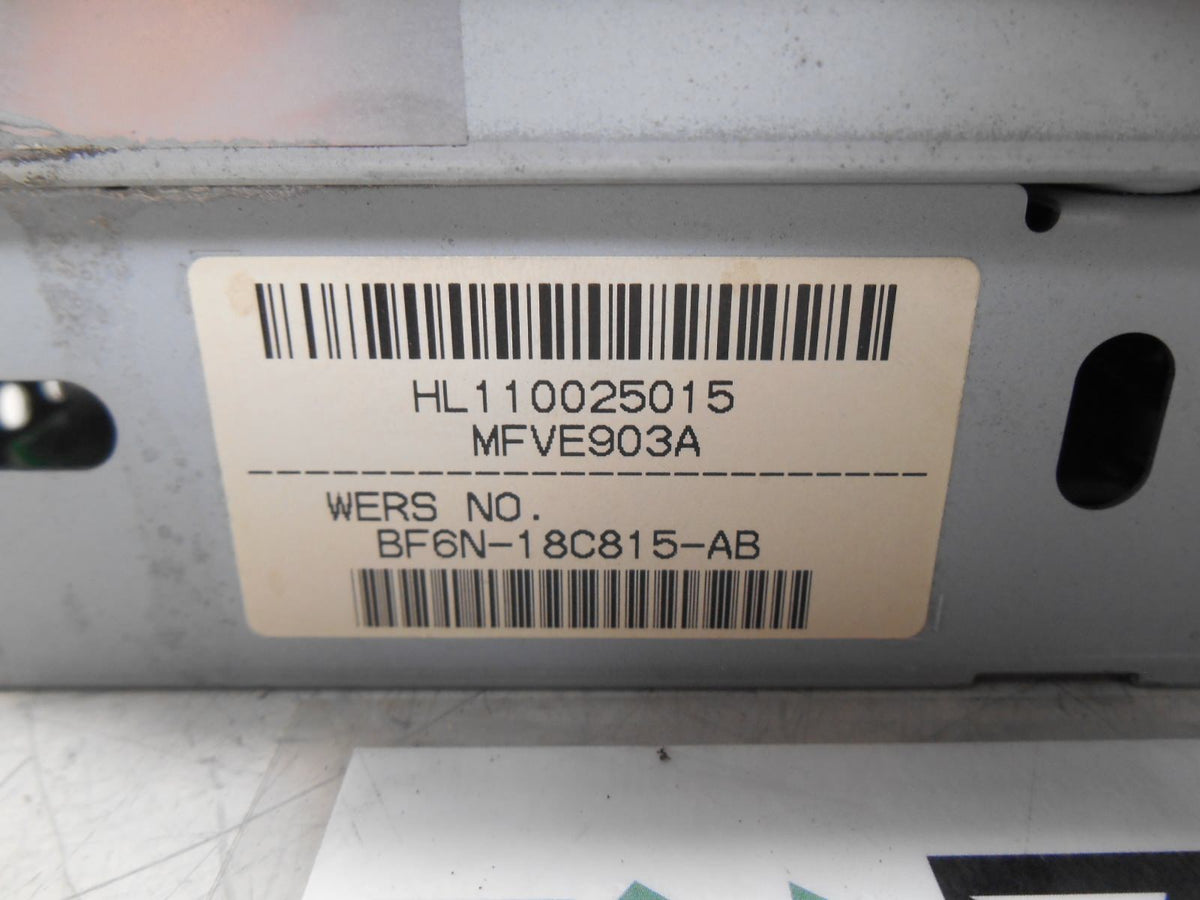 HL110025015
MFVE903A
WERS NO.
BF6N-18C815-AB